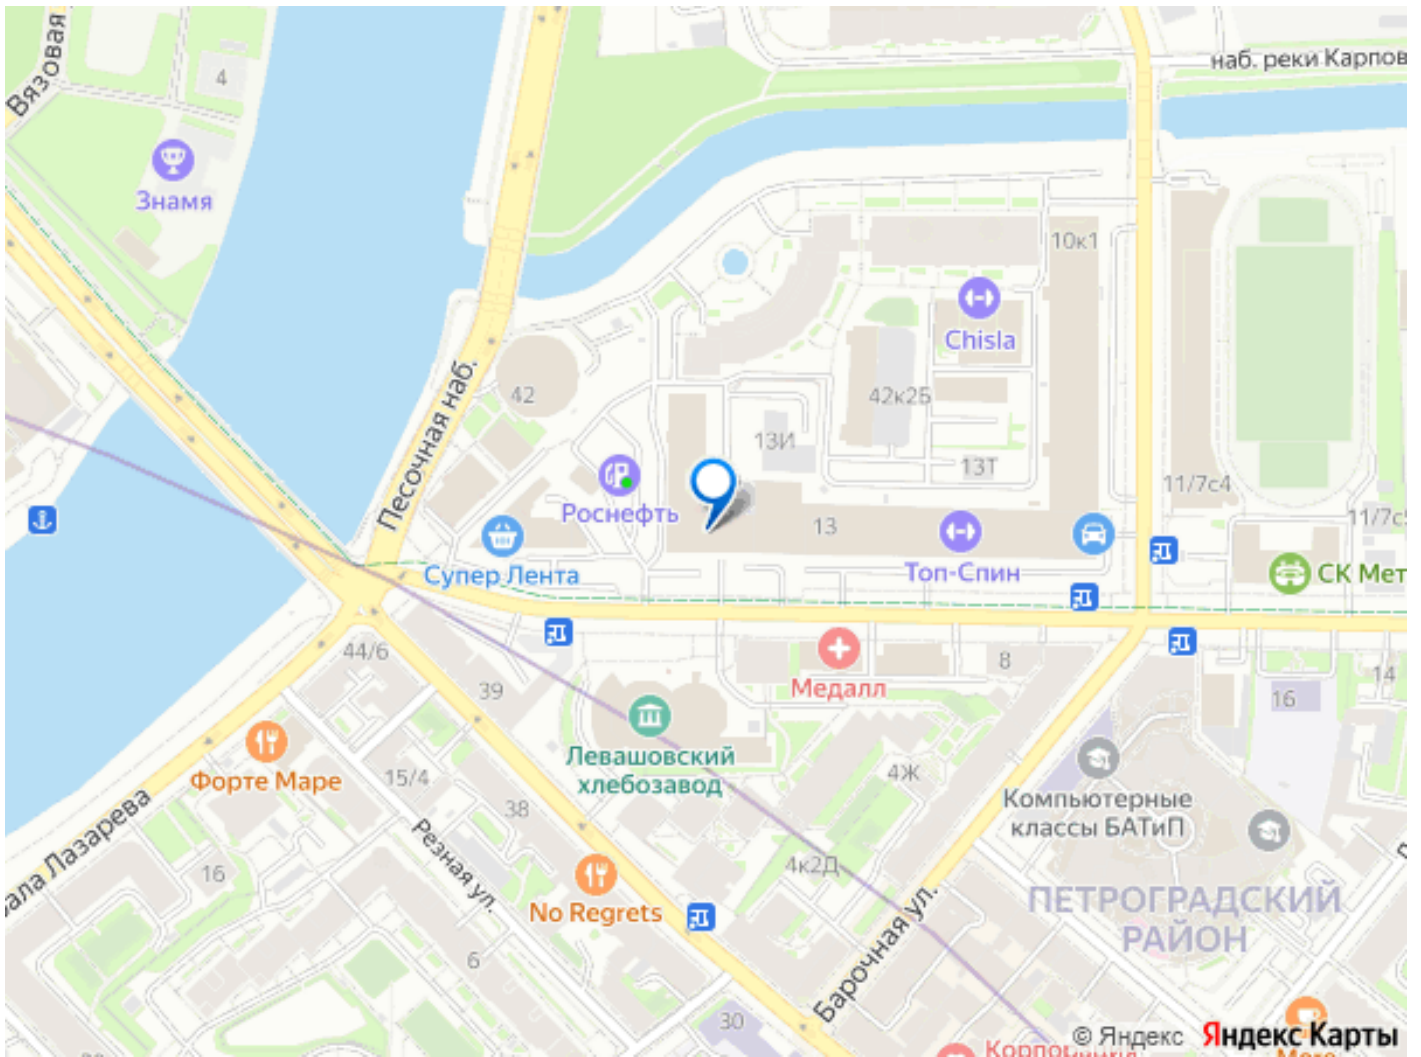 Вязовая
4
наб. реки Карпов
Знамя
10к1
Chisla
Песочная наб.
42
42к2Б
13И
13Т
11/7с4
Роснефть
13
11/7с5
Супер Лента
Топ-Спин
СК Мет
44/6
39
Медалл
8
14
16
Левашовский
хлебозавод
Форте Маре
15/4
4Ж
Компьютерные
классы БАТиП
38
Резная ул.
ала Лазарева
16
4к2Д
No Regrets
ПЕТРОГРАДСКИЙ
РАЙОН
Барочная ул.
6
30
© Яндекс
Яндекс Карты